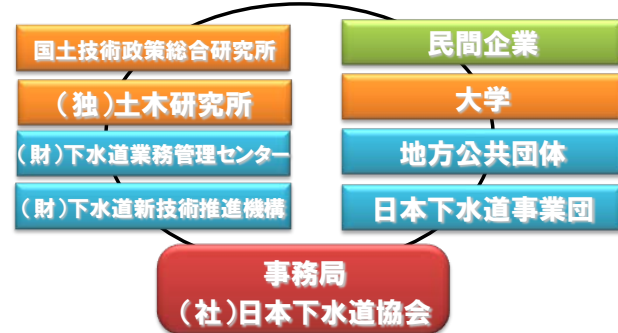 国土技術政策総合研究所
（独）土木研究所
（財）下水道業務管理センター
（財）下水道新技術推進機構
民間企業
大学
地方公共団体
日本下水道事業団
事務局
（社）日本下水道協会